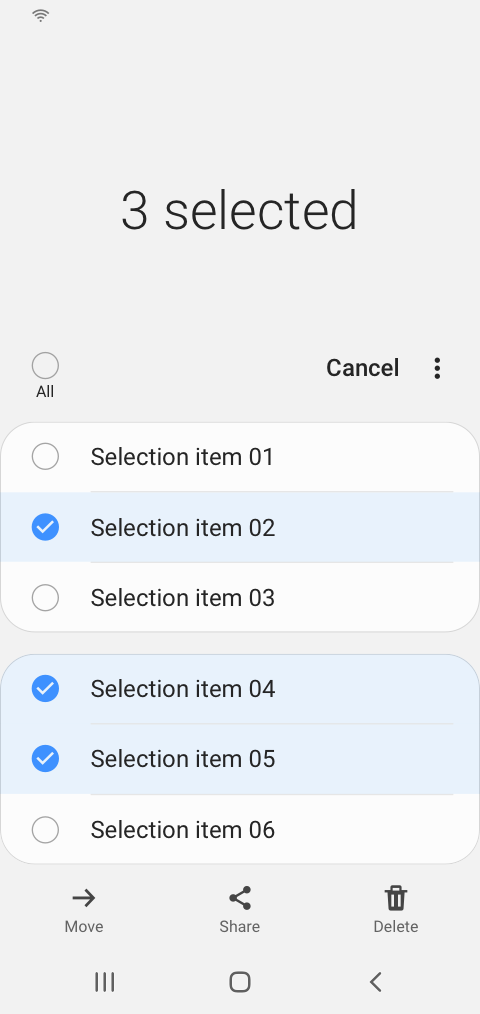 3 selected
All
Cancel
Selection item 01
Selection item 02
Selection item 03
Selection item 04
Selection item 05
Selection item 06
Move
Share
Delete